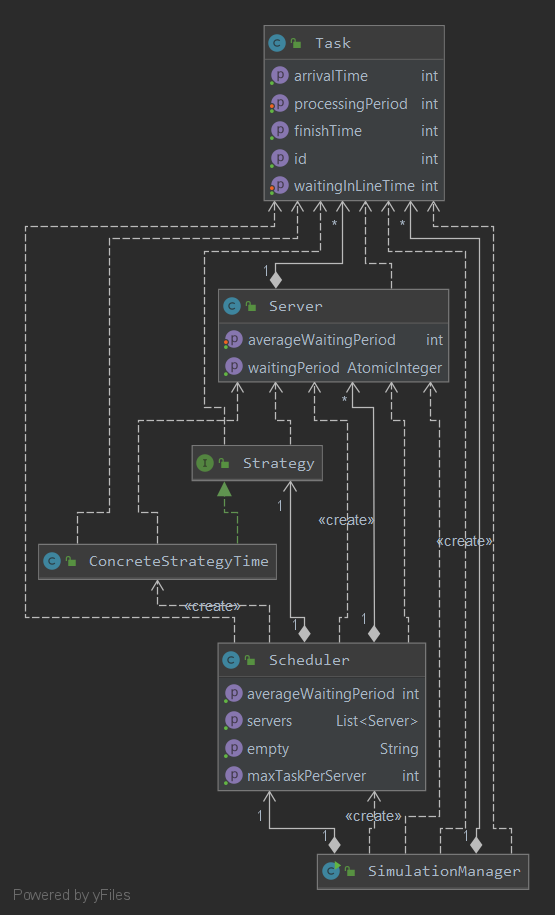 C Task
p arrivalTime int
p processingPeriod int
p finishTime int
p id int
p waitingInLineTime int
* *
1
C Server
p averageWaitingPeriod int
p waitingPeriod AtomicInteger
*
I Strategy
1
«create» «create»
C ConcreteStrategyTime
«create»
1 1
C Scheduler
p averageWaitingPeriod int
p servers List<Server>
p empty String
p maxTaskPerServer int
1 «create»
1 1
C SimulationManager
Powered by yFiles